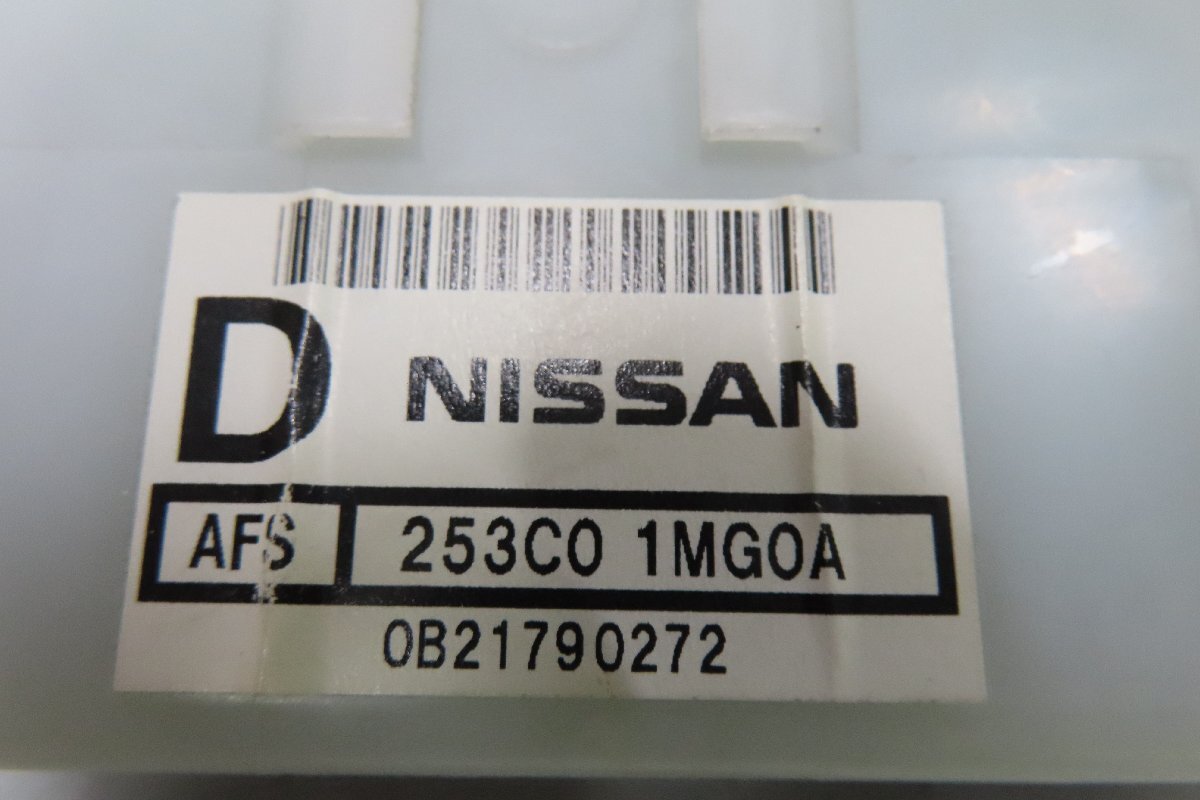 D NISSAN
AFS 253C0 1MG0A
0B21790272